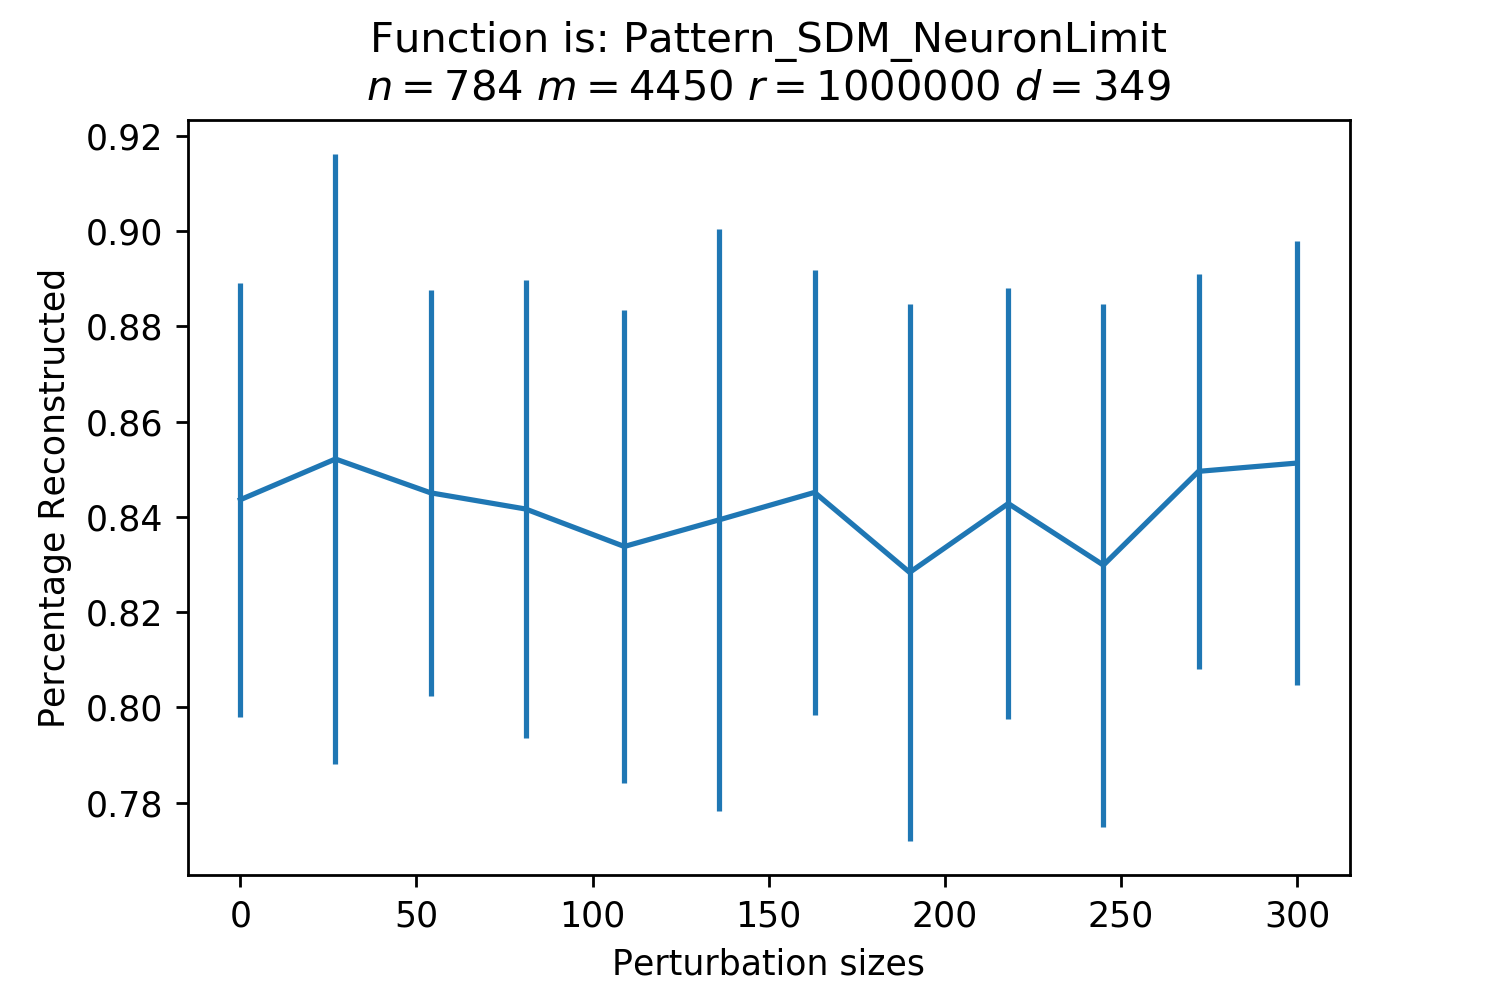 Function is: Pattern_SDM_NeuronLimit
n = 784 m = 4450 r = 1000000 d = 349
0.92
0.90
0.88
0.86
0.84
0.82
0.80
0.78
Percentage Reconstructed
0 50 100 150 200 250 300
Perturbation sizes